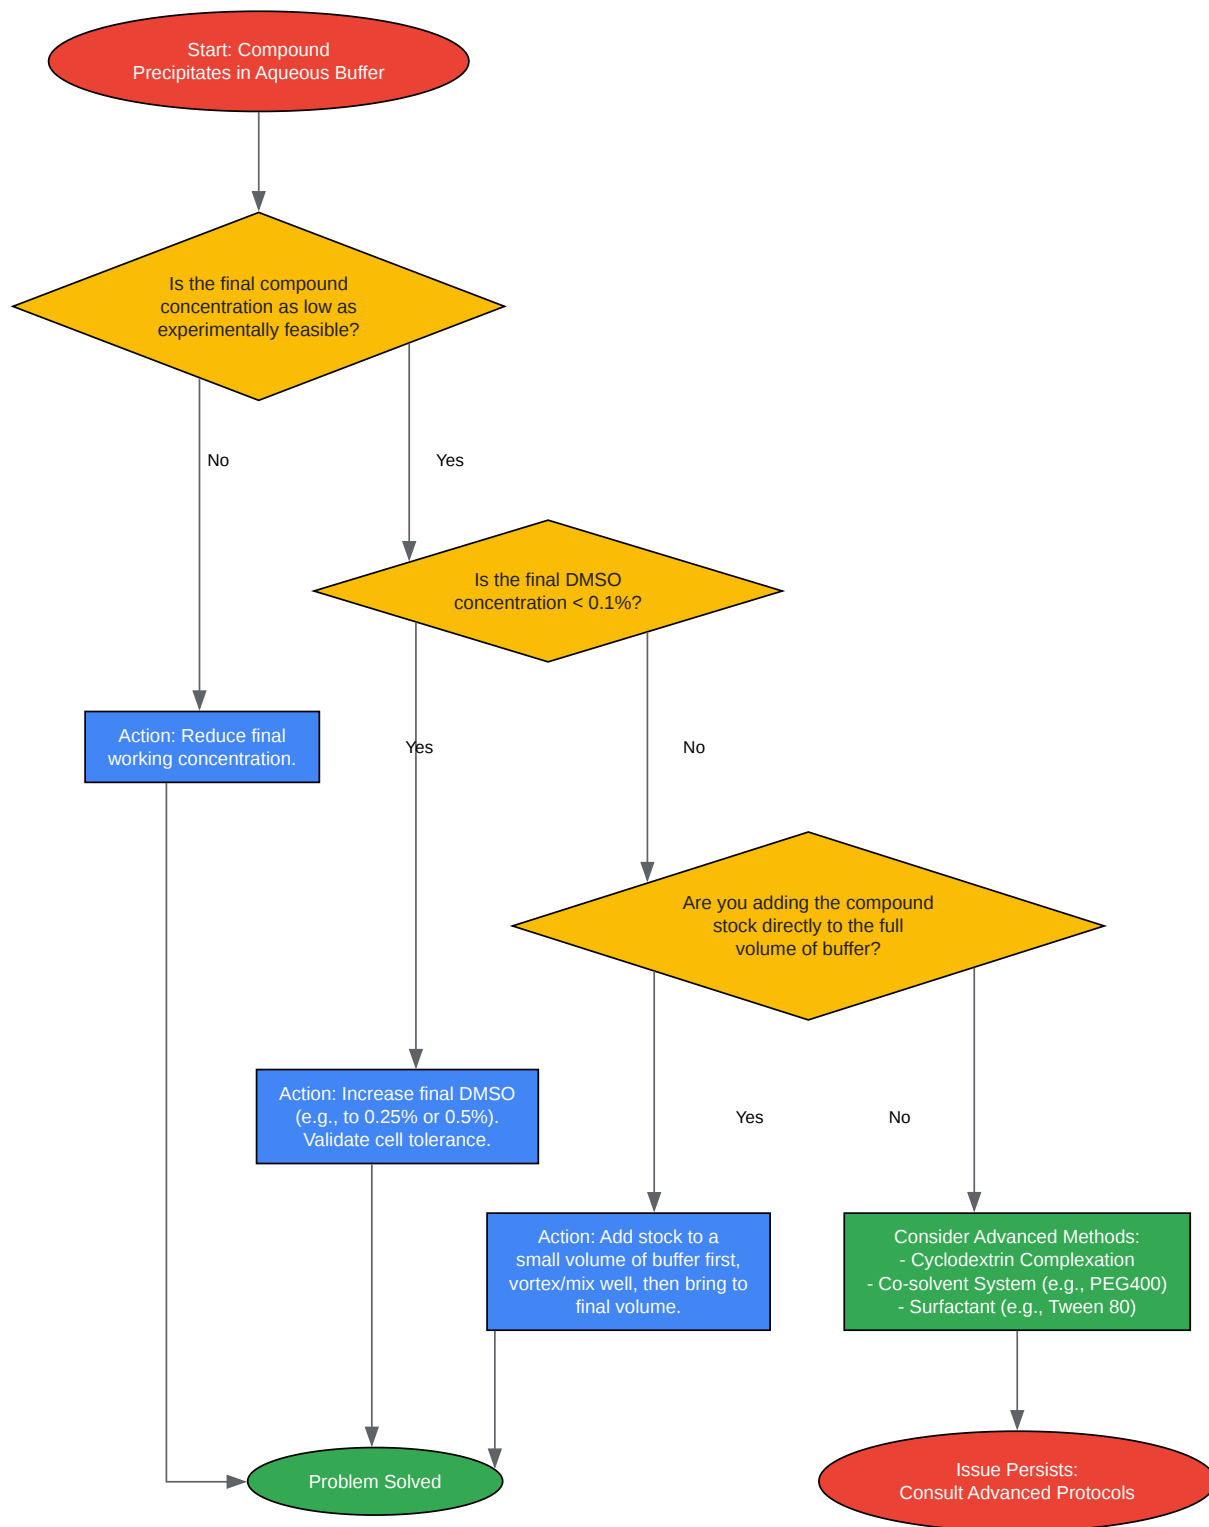 Start: Compound
Precipitates in Aqueous Buffer
Is the final compound
concentration as low as
experimentally feasible?
No
Yes
Is the final DMSO
concentration < 0.1%?
Action: Reduce final
working concentration.
Yes
No
Are you adding the compound
stock directly to the full
volume of buffer?
Action: Increase final DMSO
(e.g., to 0.25% or 0.5%).
Validate cell tolerance.
Yes
No
Action: Add stock to a
small volume of buffer first,
vortex/mix well, then bring to
final volume.
Consider Advanced Methods:
- Cyclodextrin Complexation
- Co-solvent System (e.g., PEG400)
- Surfactant (e.g., Tween 80)
Problem Solved
Issue Persists:
Consult Advanced Protocols